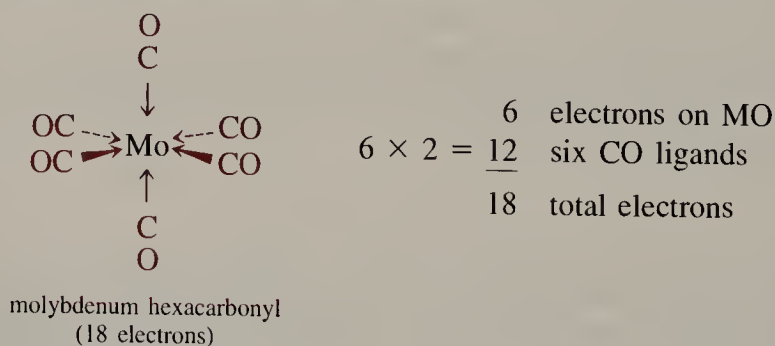 O
C
OC CO
Mo
OC CO
C
O
molybdenum hexacarbonyl
(18 electrons)
6 electrons on MO
6 × 2 = 12 six CO ligands
18 total electrons